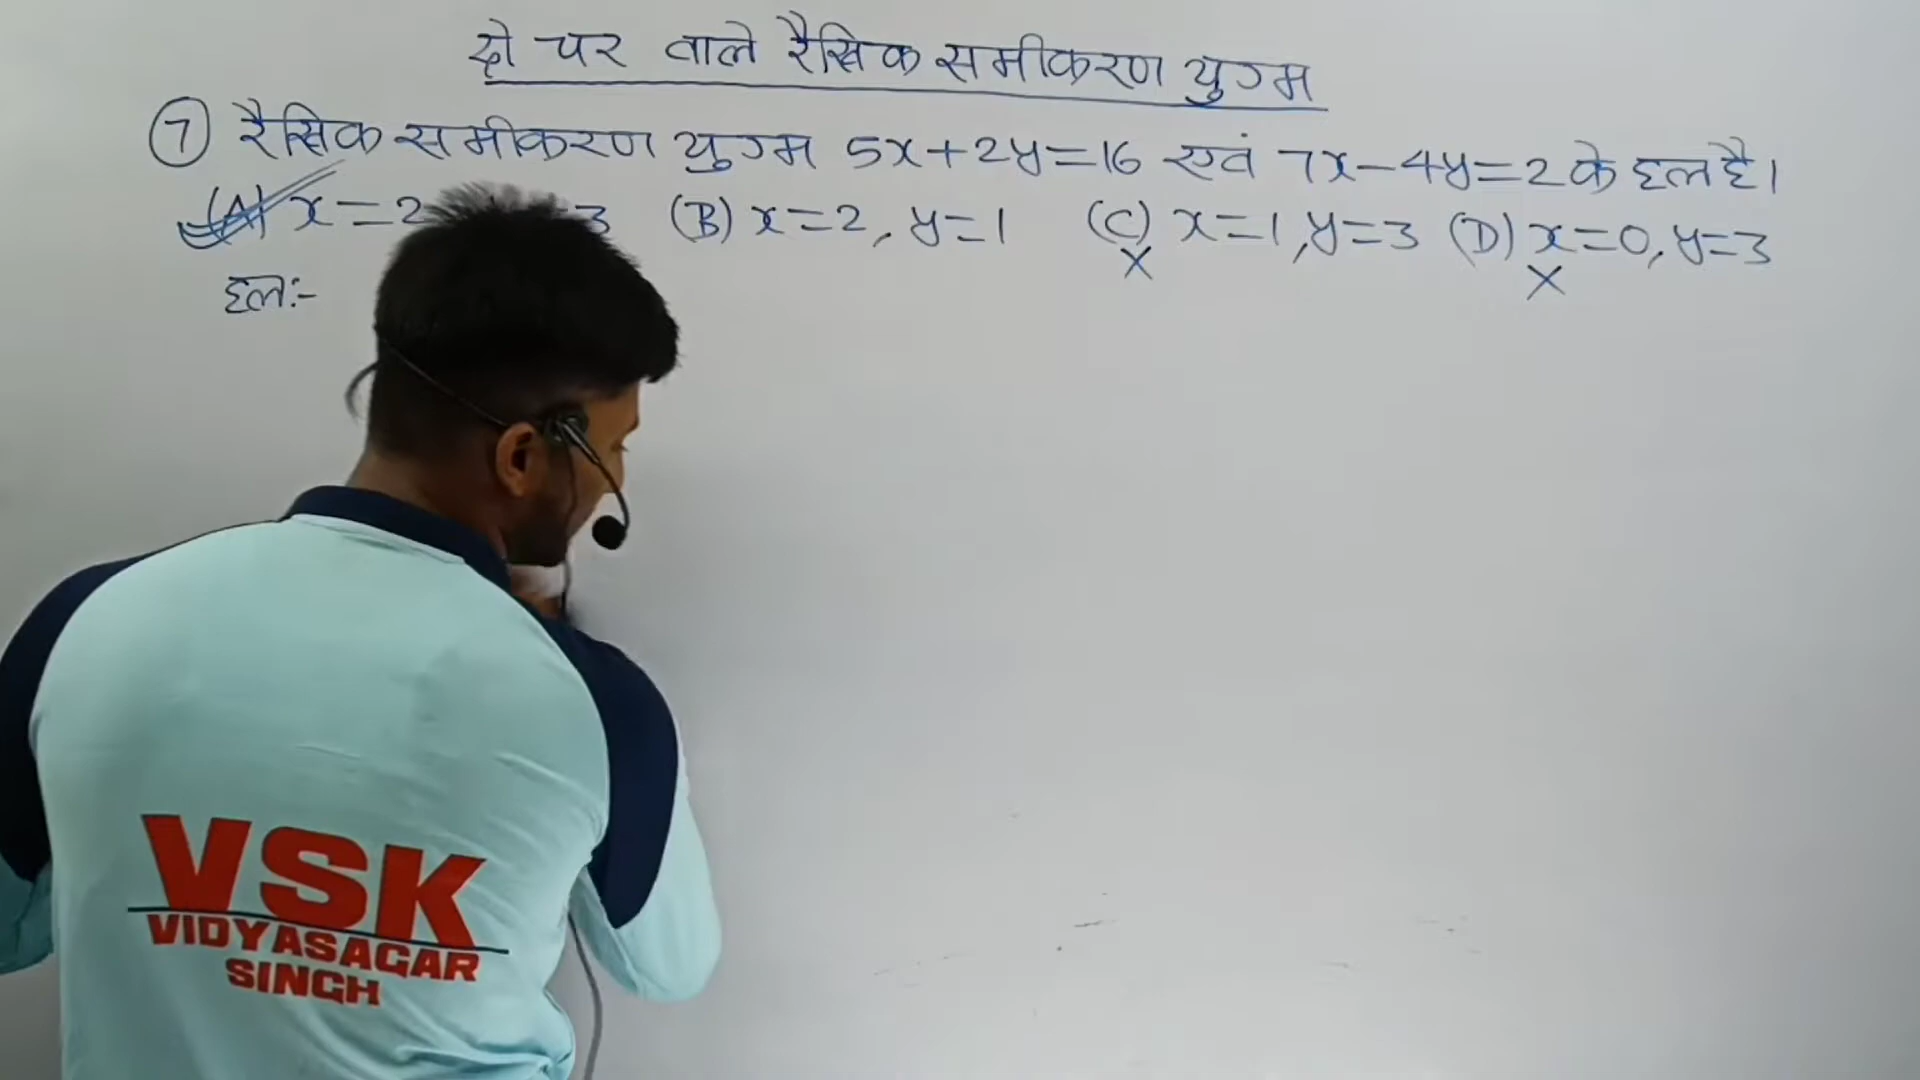 दो चर वाले रैखिक समीकरण युग्म
7 रैखिक समीकरण युग्म 5x+2y=16 एवं 7x-4y=2 के हल है।
(A) x=2 =3 (B) x=2, y=1 (C) x=1, y=3 (D) x=0, y=3
X X
हल:-
VSK
VIDYASAGAR
SINGH